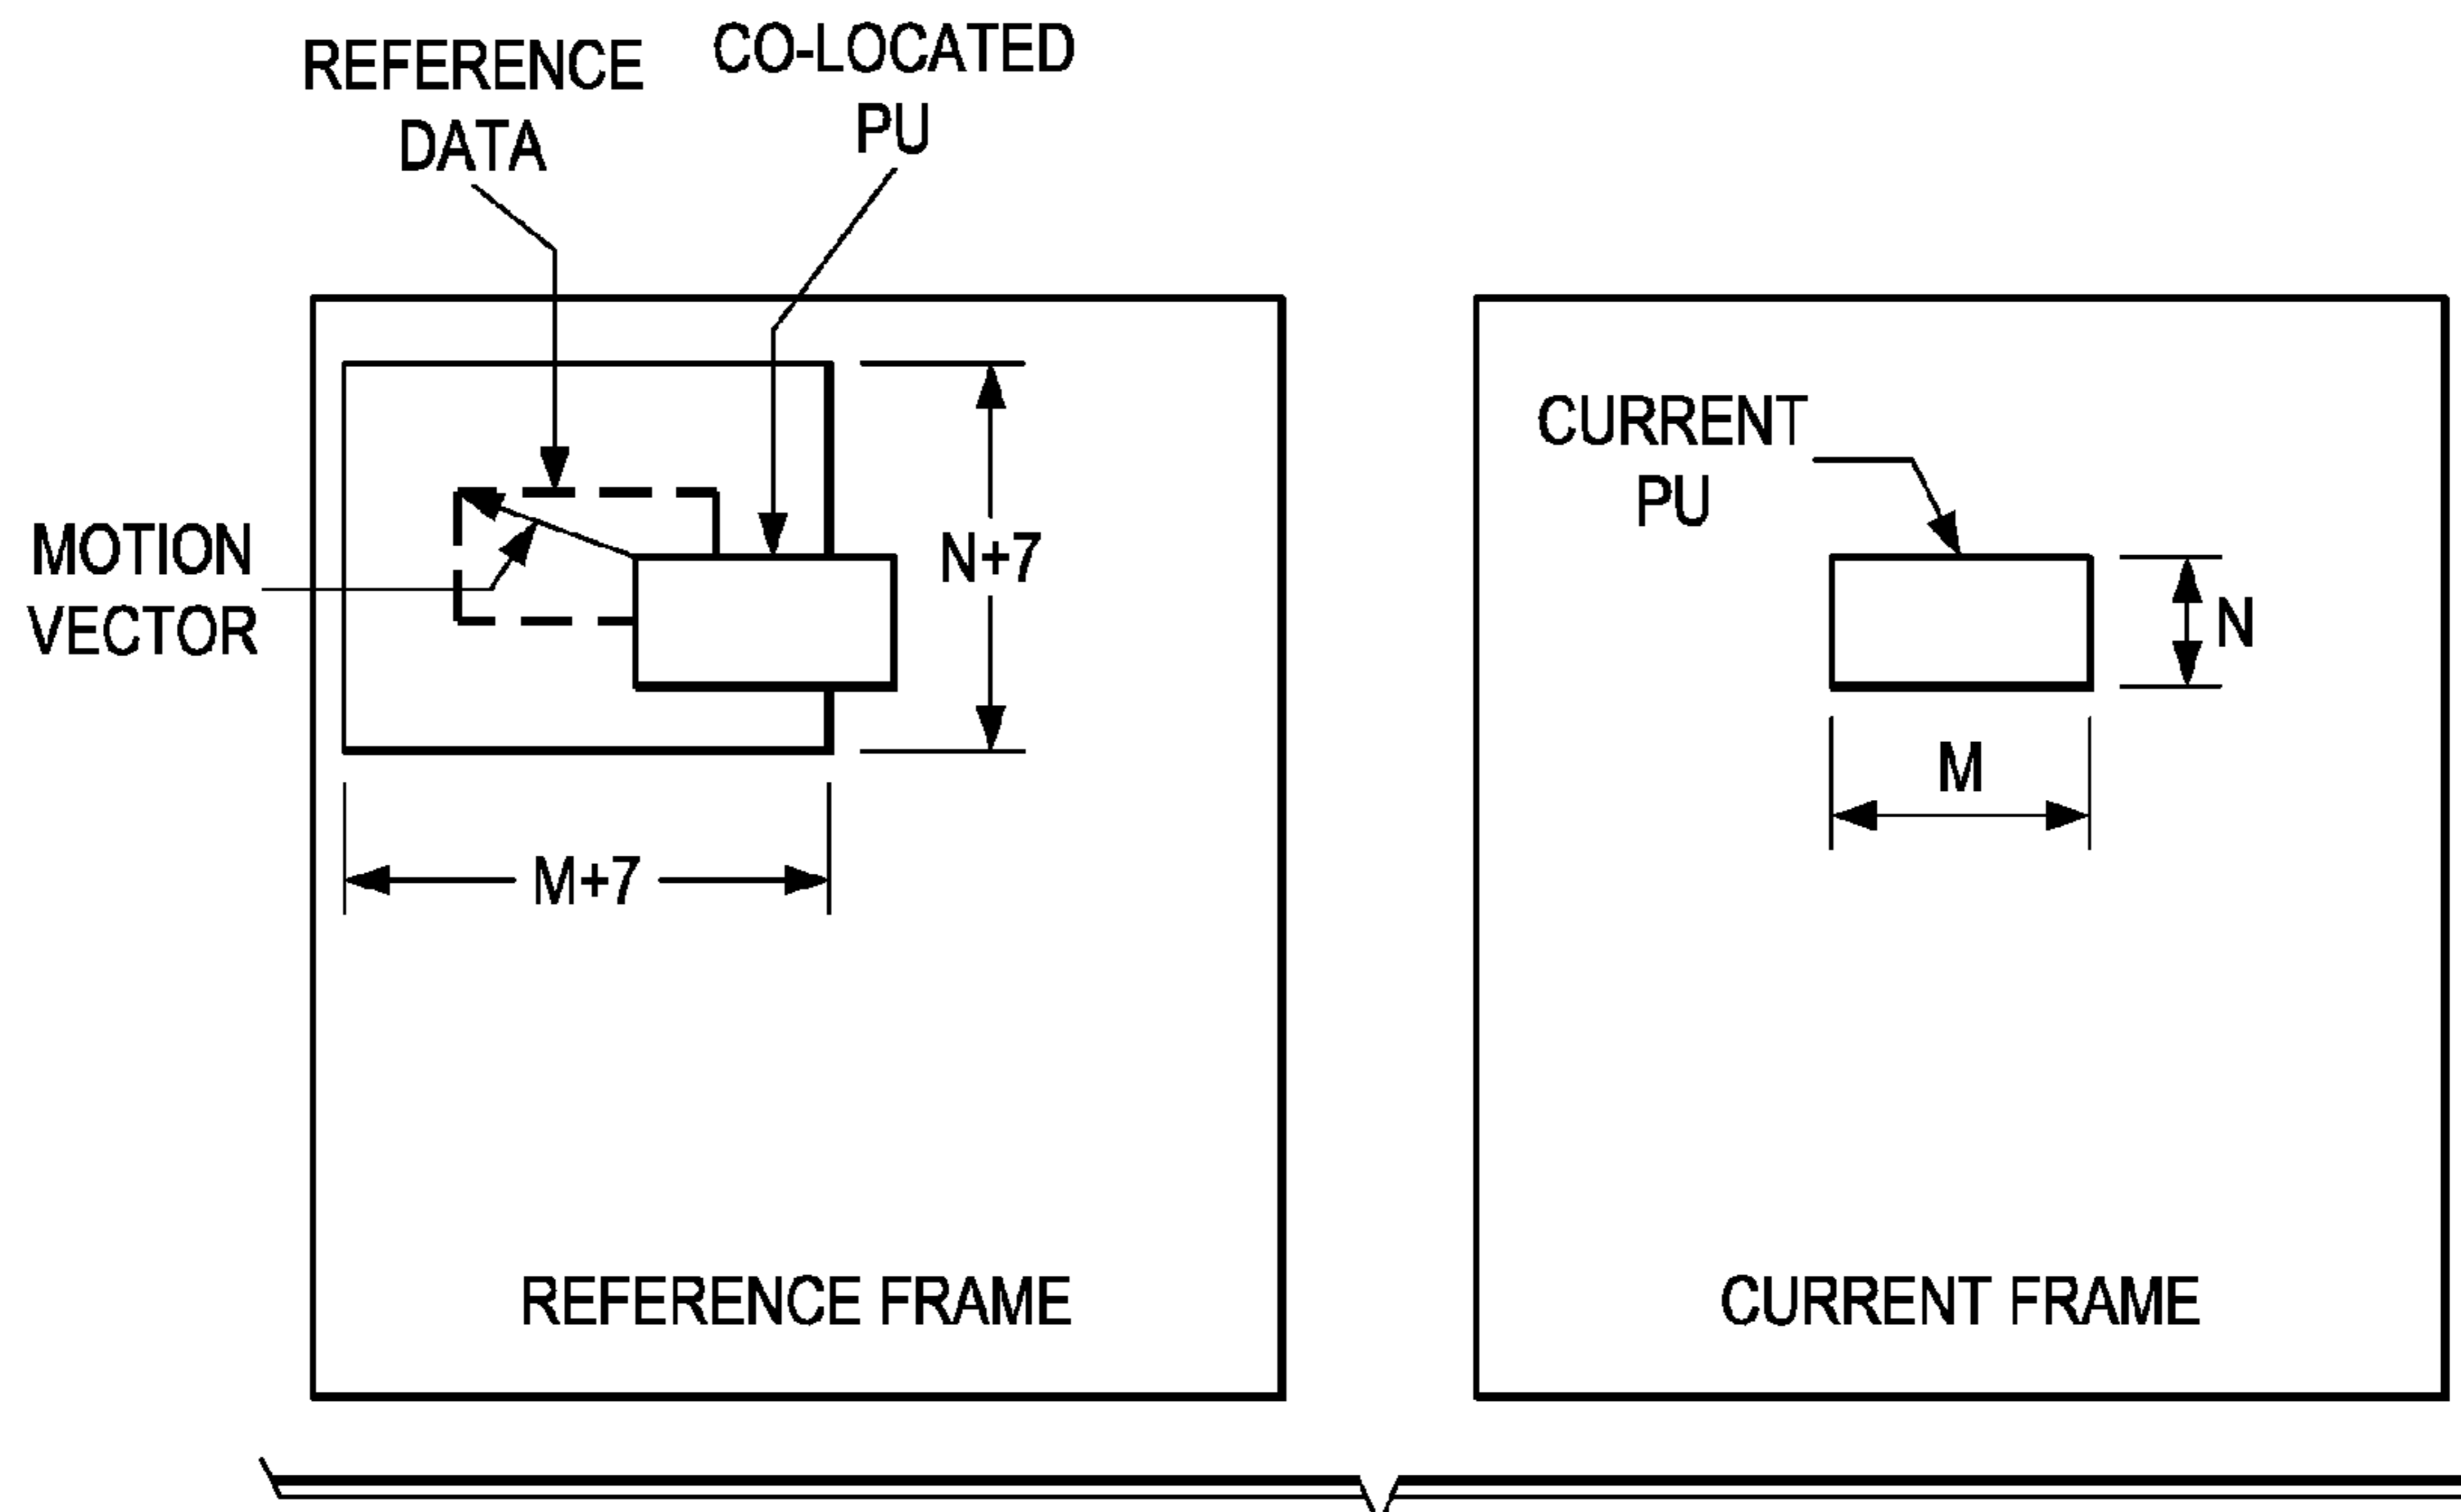 REFERENCE
DATA
CO-LOCATED
PU
MOTION
VECTOR
N+7
M+7
REFERENCE FRAME
CURRENT
PU
N
M
CURRENT FRAME